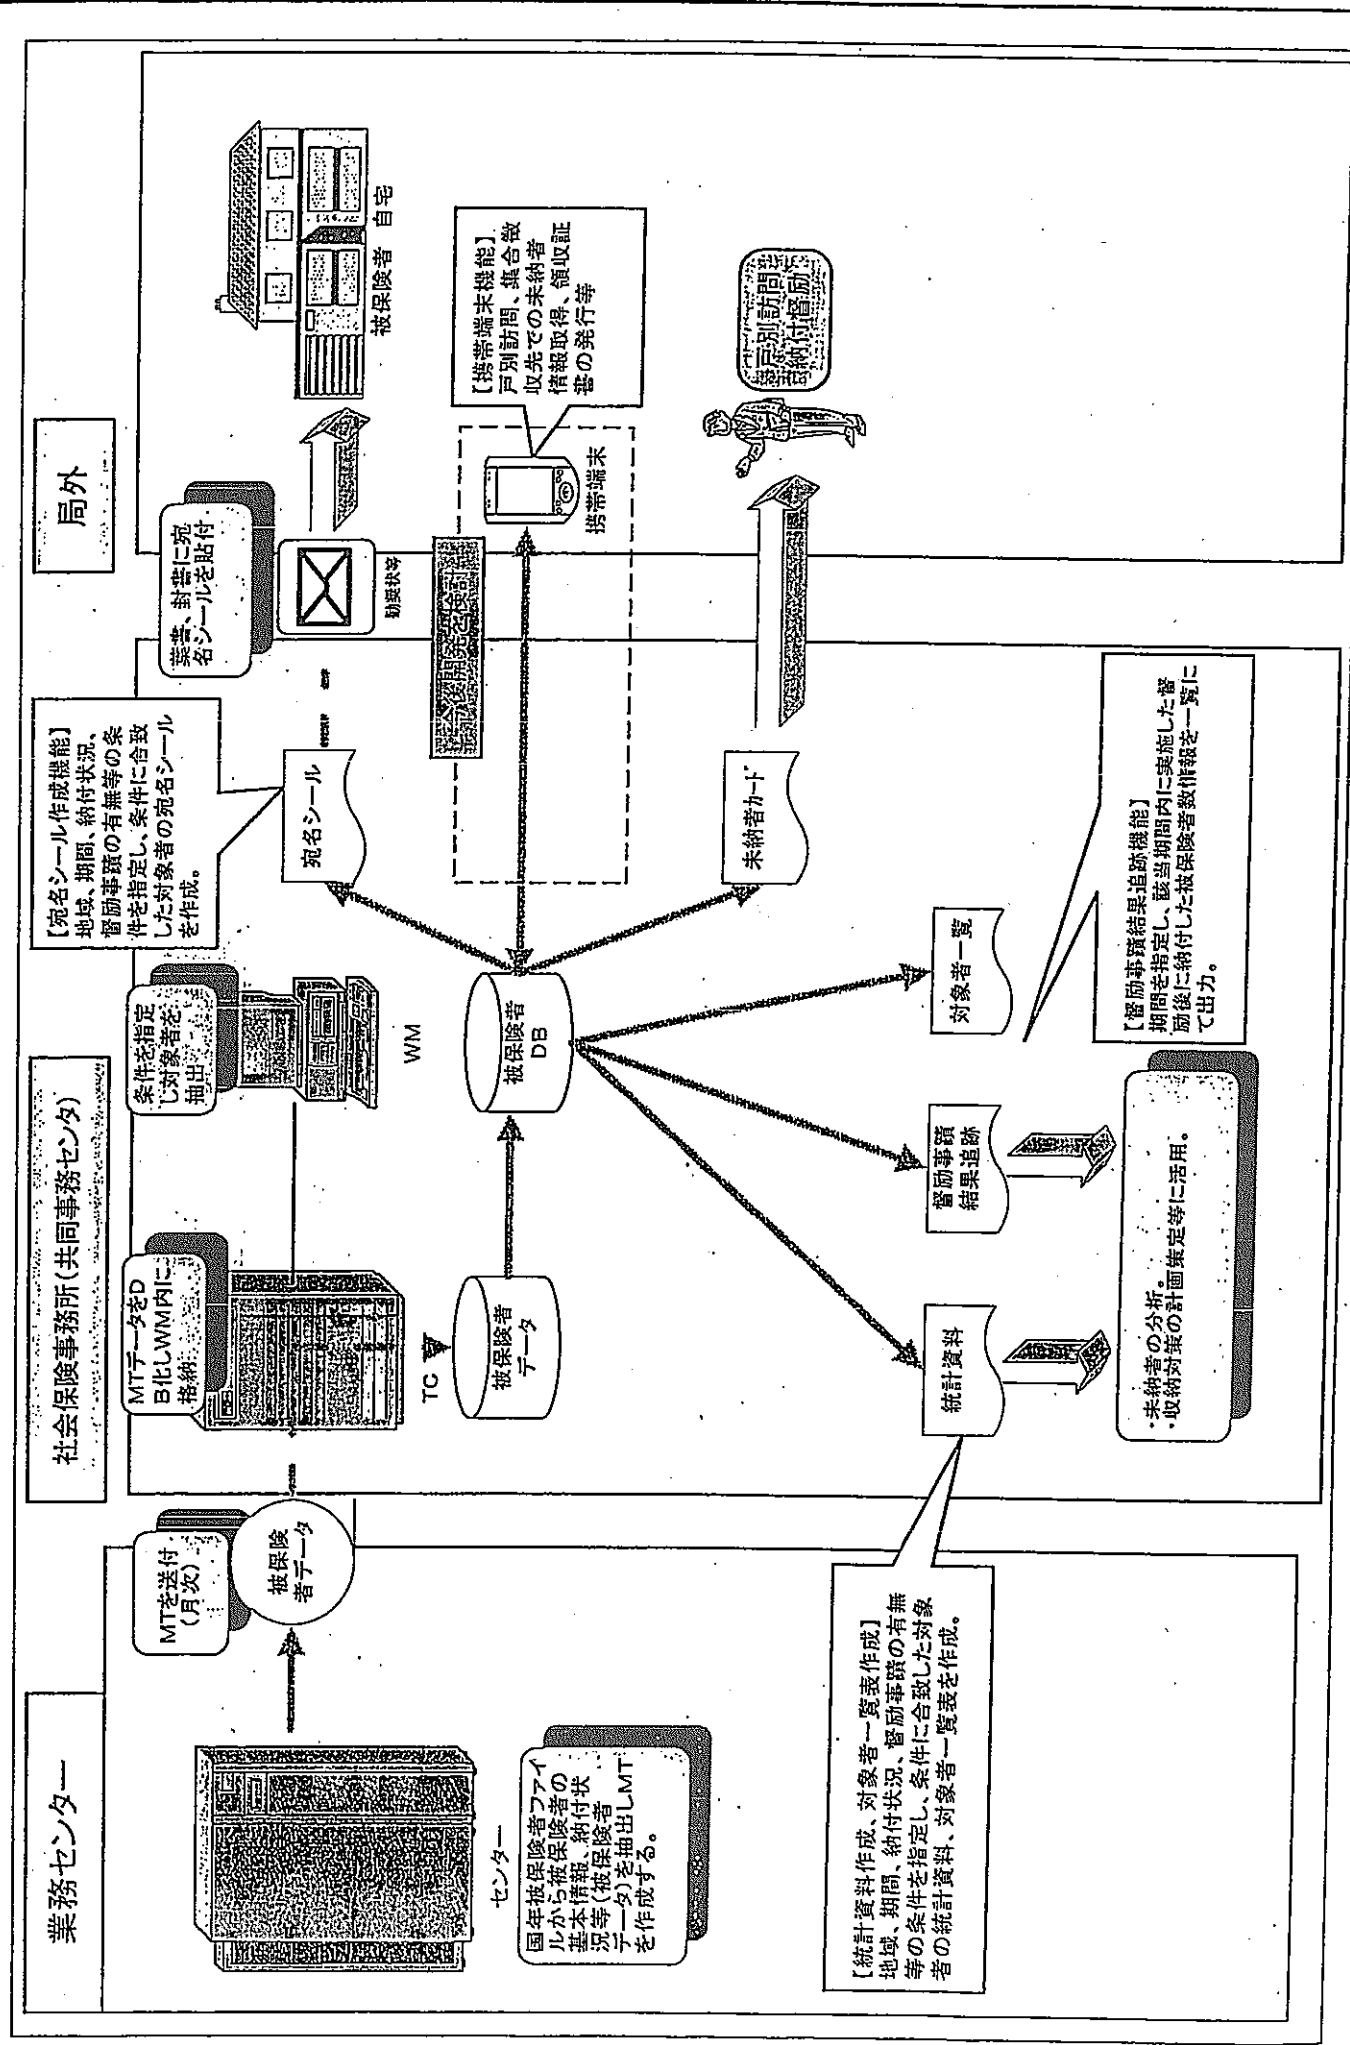 業務センター
MTを送付
(月次)
被保険
者データ
センター
国年被保険者ファイ
ルから被保険者の
基本情報、納付状
況等(被保険者
データ)を抽出しMT
を作成する。
【統計資料作成、対象者一覧表作成】
地域、期間、納付状況、督励事蹟の有無
等の条件を指定し、条件に合致した対象
者の統計資料、対象者一覧表を作成。
社会保険事務所(共同事務センタ)
MTデータをD
B化しWM内に
格納
TC
被保険者
データ
条件を指定
し対象者を
抽出
WM
被保険者
DB
【宛名シール作成機能】
地域、期間、納付状況、
督励事蹟の有無等の条
件を指定し、条件に合致
した対象者の宛名シール
を作成。
宛名シール
今後開発を検討
未納者カード
統計資料
督励事蹟
結果追跡
対象者一覧
・未納者の分析。
・収納対策の計画策定等に活用。
【督励事蹟結果追跡機能】
期間を指定し、該当期間内に実施した督
励後に納付した被保険者数情報を一覧に
て出力。
局外
葉書、封書に宛
名シールを貼付
勧奨状等
被保険者 自宅
携帯端末
【携帯端末機能】
戸別訪問、集合徴
収先での未納者
情報取得、領収証
書の発行等
戸別訪問
納付督励